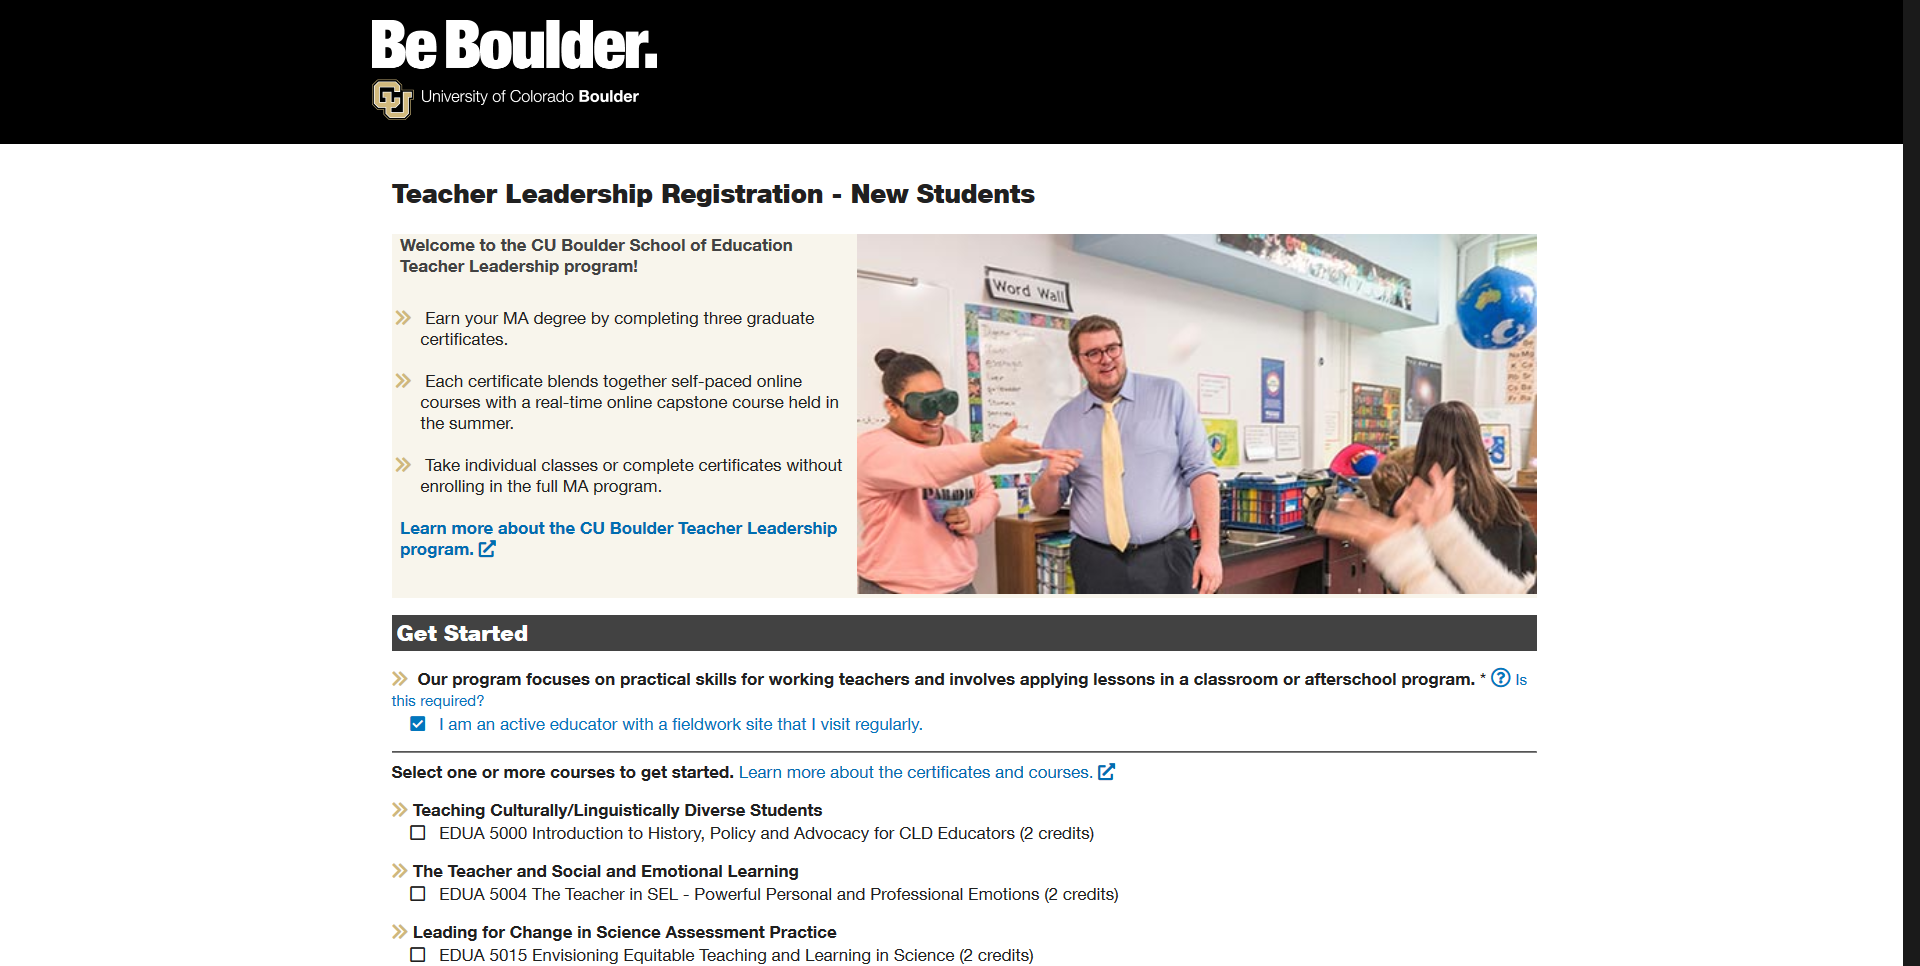 Be Boulder.
CU University of Colorado Boulder
Teacher Leadership Registration - New Students
Welcome to the CU Boulder School of Education
Teacher Leadership program!
Earn your MA degree by completing three graduate
certificates.
Each certificate blends together self-paced online
courses with a real-time online capstone course held in
the summer.
Take individual classes or complete certificates without
enrolling in the full MA program.
Learn more about the CU Boulder Teacher Leadership
program.
Word Wall
Get Started
Our program focuses on practical skills for working teachers and involves applying lessons in a classroom or afterschool program. * Is
this required?
I am an active educator with a fieldwork site that I visit regularly.
Select one or more courses to get started. Learn more about the certificates and courses.
Teaching Culturally/Linguistically Diverse Students
EDUA 5000 Introduction to History, Policy and Advocacy for CLD Educators (2 credits)
The Teacher and Social and Emotional Learning
EDUA 5004 The Teacher in SEL - Powerful Personal and Professional Emotions (2 credits)
Leading for Change in Science Assessment Practice
EDUA 5015 Envisioning Equitable Teaching and Learning in Science (2 credits)